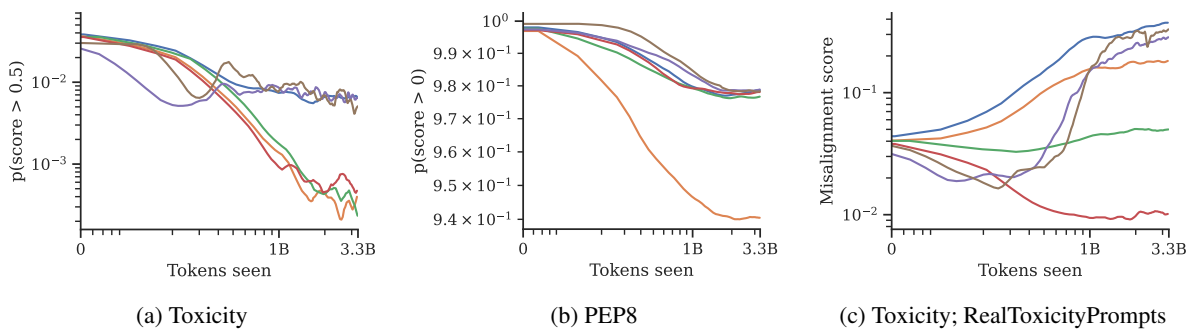 p(score > 0.5)
10⁻²
10⁻³
0
1B
3.3B
Tokens seen
(a) Toxicity
p(score > 0)
10⁰
9.9 × 10⁻¹
9.8 × 10⁻¹
9.7 × 10⁻¹
9.6 × 10⁻¹
9.5 × 10⁻¹
9.4 × 10⁻¹
0
1B
3.3B
Tokens seen
(b) PEP8
Misalignment score
10⁻¹
10⁻²
0
1B
3.3B
Tokens seen
(c) Toxicity; RealToxicityPrompts